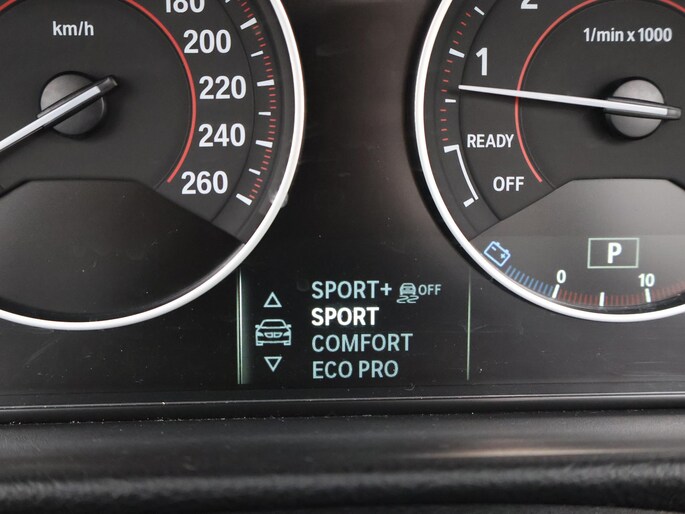 km/h
180
200
220
240
260
2
1/min x 1000
1
READY
OFF
P
0
10
SPORT+ OFF
SPORT
COMFORT
ECO PRO